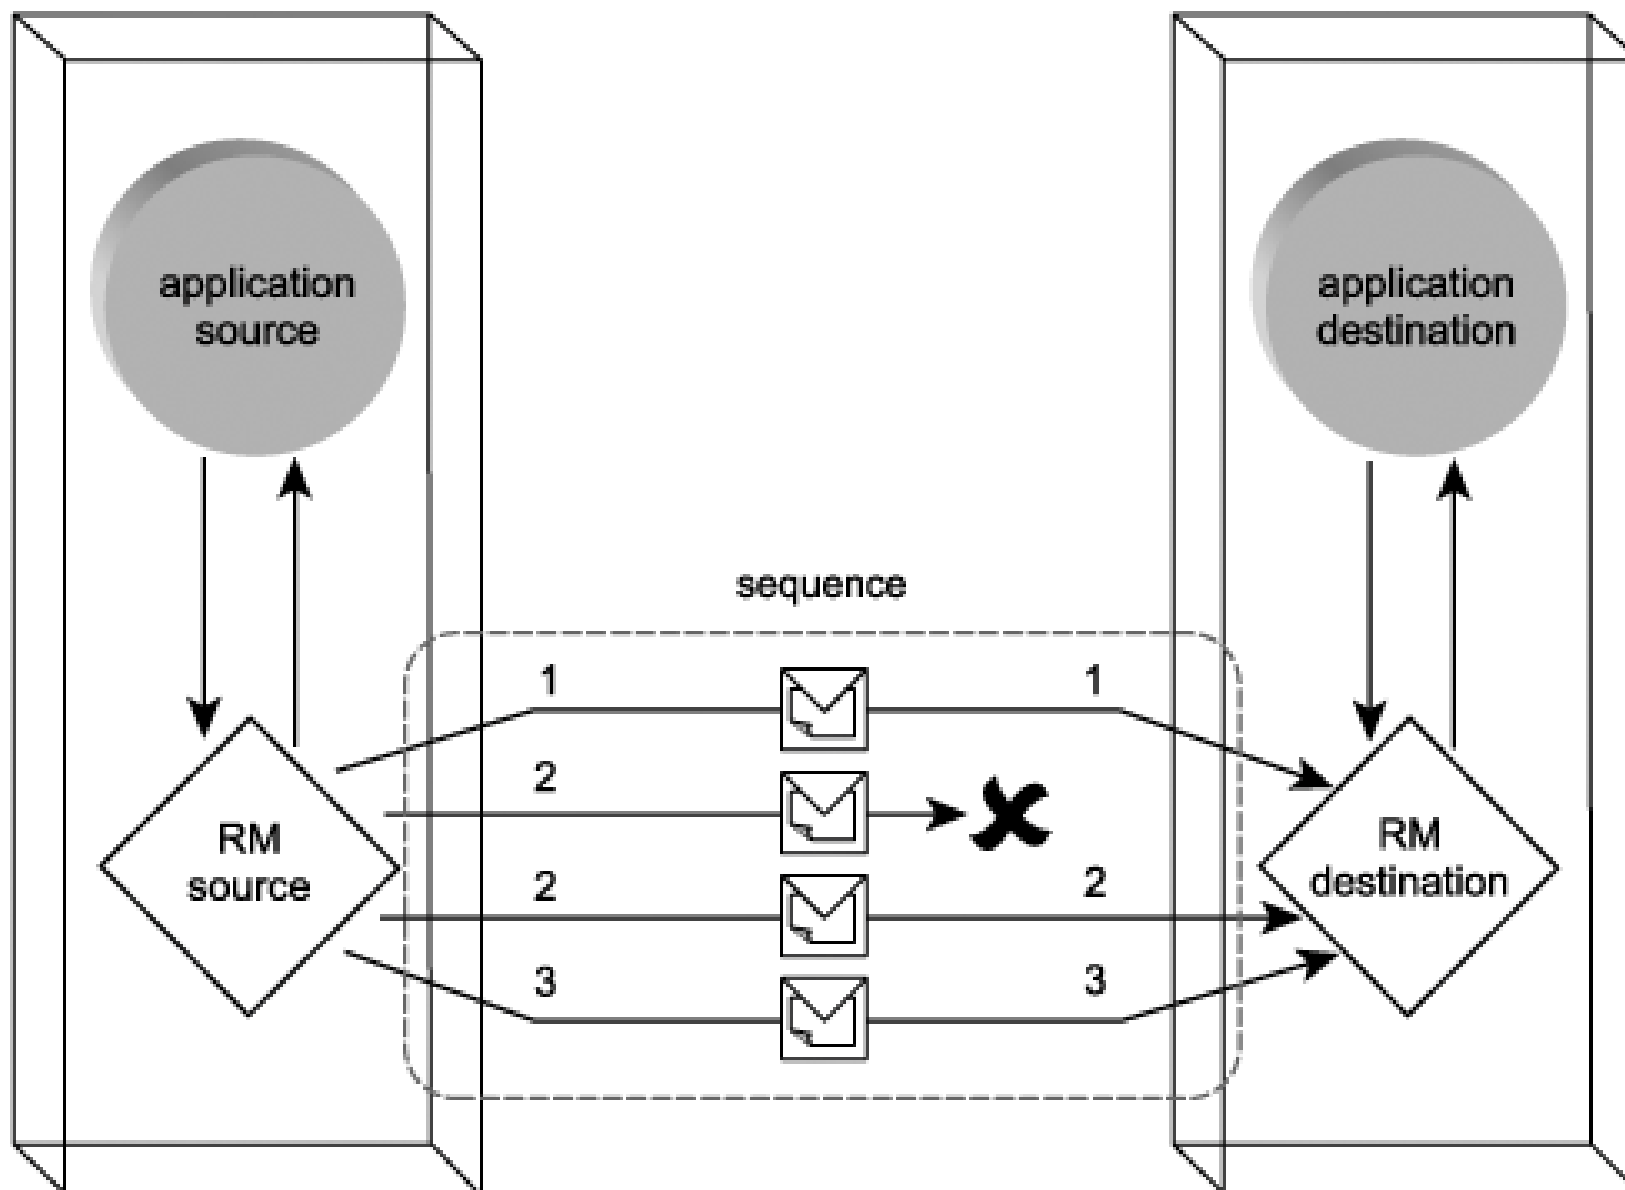 application
source
application
destination
sequence
1
1
2
2
2
3
3
RM
source
RM
destination